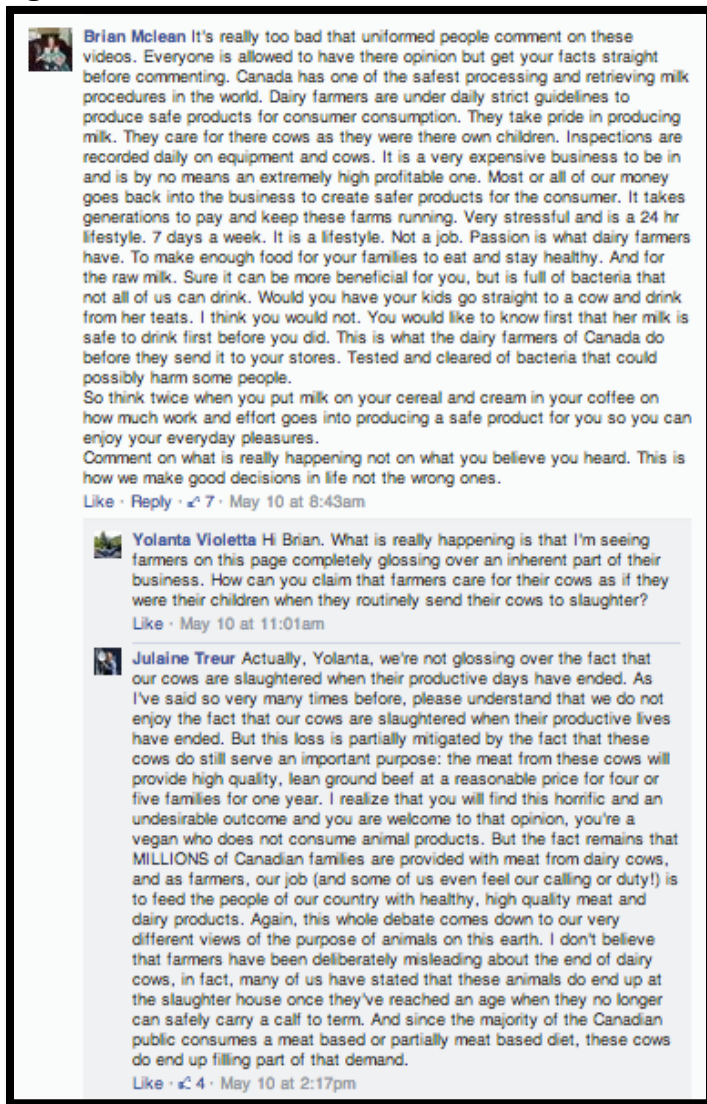 Brian Mclean It's really too bad that uniformed people comment on these
videos. Everyone is allowed to have there opinion but get your facts straight
before commenting. Canada has one of the safest processing and retrieving milk
procedures in the world. Dairy farmers are under daily strict guidelines to
produce safe products for consumer consumption. They take pride in producing
milk. They care for there cows as they were there own children. Inspections are
recorded daily on equipment and cows. It is a very expensive business to be in
and is by no means an extremely high profitable one. Most or all of our money
goes back into the business to create safer products for the consumer. It takes
generations to pay and keep these farms running. Very stressful and is a 24 hr
lifestyle. 7 days a week. It is a lifestyle. Not a job. Passion is what dairy farmers
have. To make enough food for your families to eat and stay healthy. And for
the raw milk. Sure it can be more beneficial for you, but is full of bacteria that
not all of us can drink. Would you have your kids go straight to a cow and drink
from her teats. I think you would not. You would like to know first that her milk is
safe to drink first before you did. This is what the dairy farmers of Canada do
before they send it to your stores. Tested and cleared of bacteria that could
possibly harm some people.
So think twice when you put milk on your cereal and cream in your coffee on
how much work and effort goes into producing a safe product for you so you can
enjoy your everyday pleasures.
Comment on what is really happening not on what you believe you heard. This is
how we make good decisions in life not the wrong ones.
Like · Reply · 7 · May 10 at 8:43am
Yolanta Violetta Hi Brian. What is really happening is that I'm seeing
farmers on this page completely glossing over an inherent part of their
business. How can you claim that farmers care for their cows as if they
were their children when they routinely send their cows to slaughter?
Like · May 10 at 11:01am
Julaine Treur Actually, Yolanta, we're not glossing over the fact that
our cows are slaughtered when their productive days have ended. As
I've said so very many times before, please understand that we do not
enjoy the fact that our cows are slaughtered when their productive lives
have ended. But this loss is partially mitigated by the fact that these
cows do still serve an important purpose: the meat from these cows will
provide high quality, lean ground beef at a reasonable price for four or
five families for one year. I realize that you will find this horrific and an
undesirable outcome and you are welcome to that opinion, you're a
vegan who does not consume animal products. But the fact remains that
MILLIONS of Canadian families are provided with meat from dairy cows,
and as farmers, our job (and some of us even feel our calling or duty!) is
to feed the people of our country with healthy, high quality meat and
dairy products. Again, this whole debate comes down to our very
different views of the purpose of animals on this earth. I don't believe
that farmers have been deliberately misleading about the end of dairy
cows, in fact, many of us have stated that these animals do end up at
the slaughter house once they've reached an age when they no longer
can safely carry a calf to term. And since the majority of the Canadian
public consumes a meat based or partially meat based diet, these cows
do end up filling part of that demand.
Like · 4 · May 10 at 2:17pm